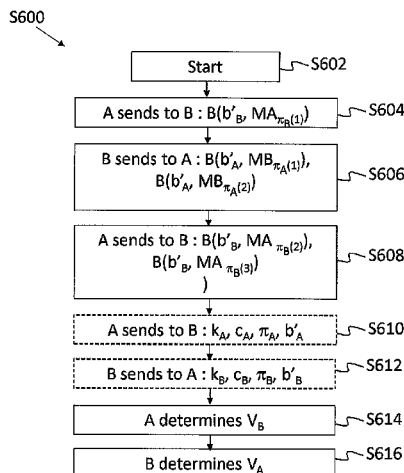 S600
Start
S602
A sends to B : B(b'B, MAπB(1))
S604
B sends to A : B(b'A, MBπA(1)),
B(b'A, MBπA(2))
S606
A sends to B : B(b'B, MA πB(2)),
B(b'B, MA πB(3))
)
S608
A sends to B : kA, cA, πA, b'A
S610
B sends to A : kB, cB, πB, b'B
S612
A determines VB
S614
B determines VA
S616